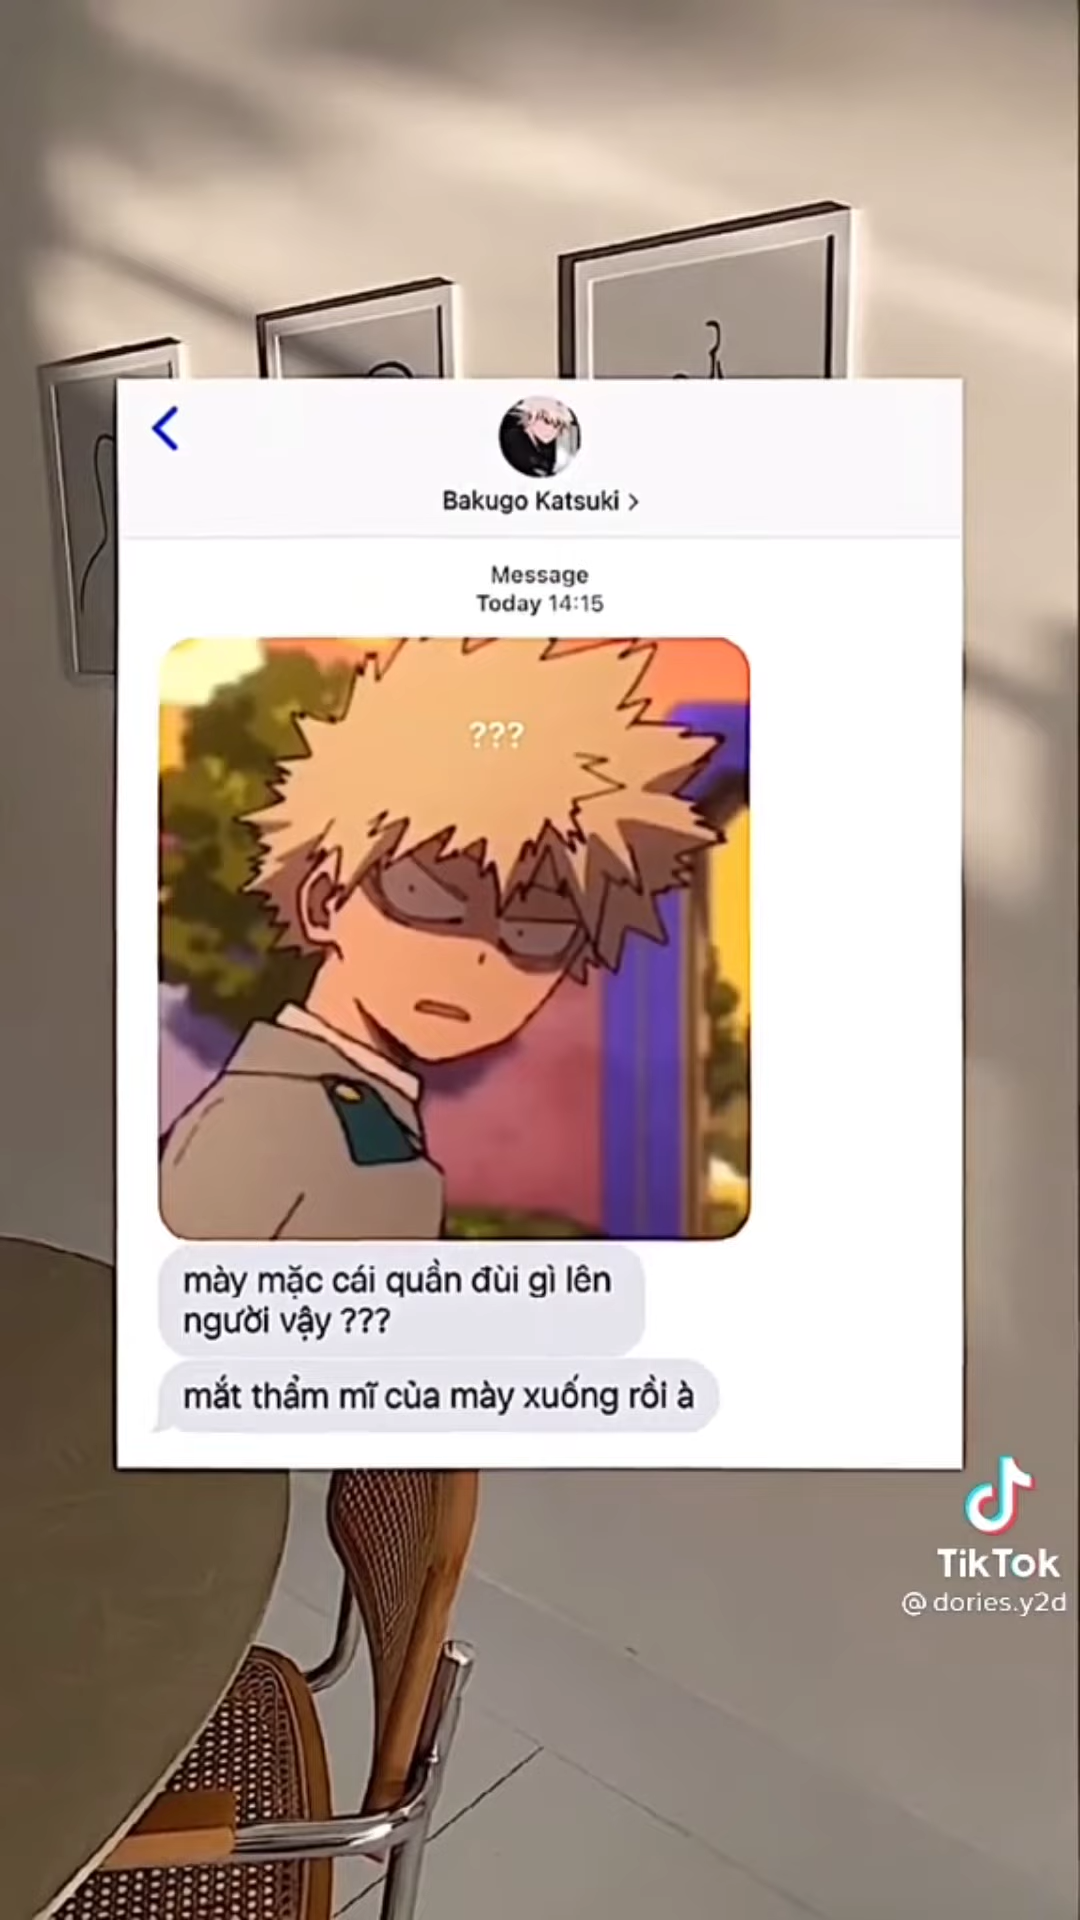 Bakugo Katsuki >
Message
Today 14:15
???
mày mặc cái quần đùi gì lên
người vậy ???
mắt thẩm mĩ của mày xuống rồi à
TikTok
@dories.y2d